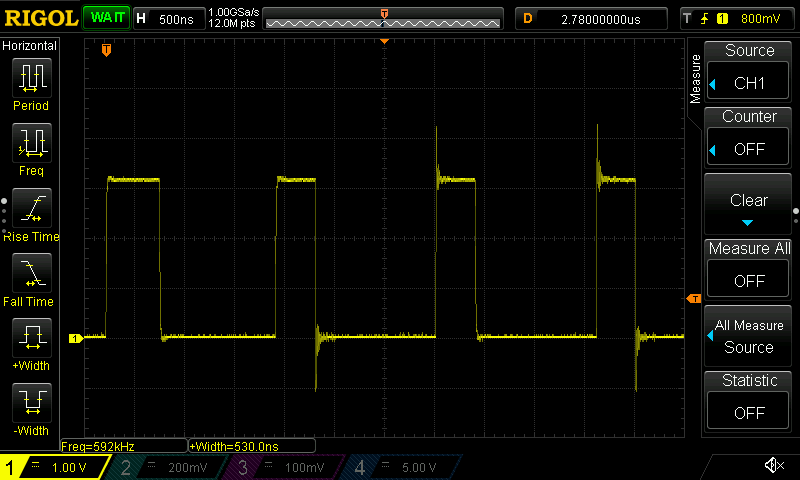 RIGOL WAIT H 500ns 1.00GSa/s 12.0M pts T D 2.78000000us T 1 800mV
Horizontal
T
Period
1
Freq
Rise Time
Fall Time
+Width
-Width
1
T
Measure
Source
CH1
Counter
OFF
Clear
Measure All
OFF
All Measure
Source
Statistic
OFF
Freq=592kHz +Width=530.0ns
1 1.00 V 2 200mV 3 100mV 4 5.00 V